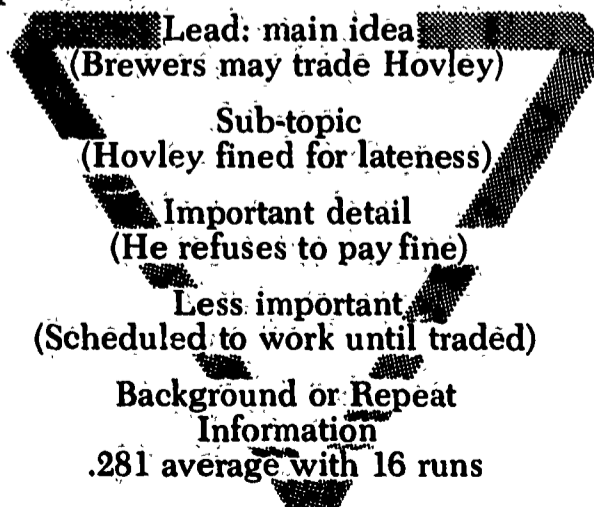 Lead: main idea
(Brewers may trade Hovley)
Sub-topic
(Hovley fined for lateness)
Important detail
(He refuses to pay fine)
Less important
(Scheduled to work until traded)
Background or Repeat
Information
.281 average with 16 runs